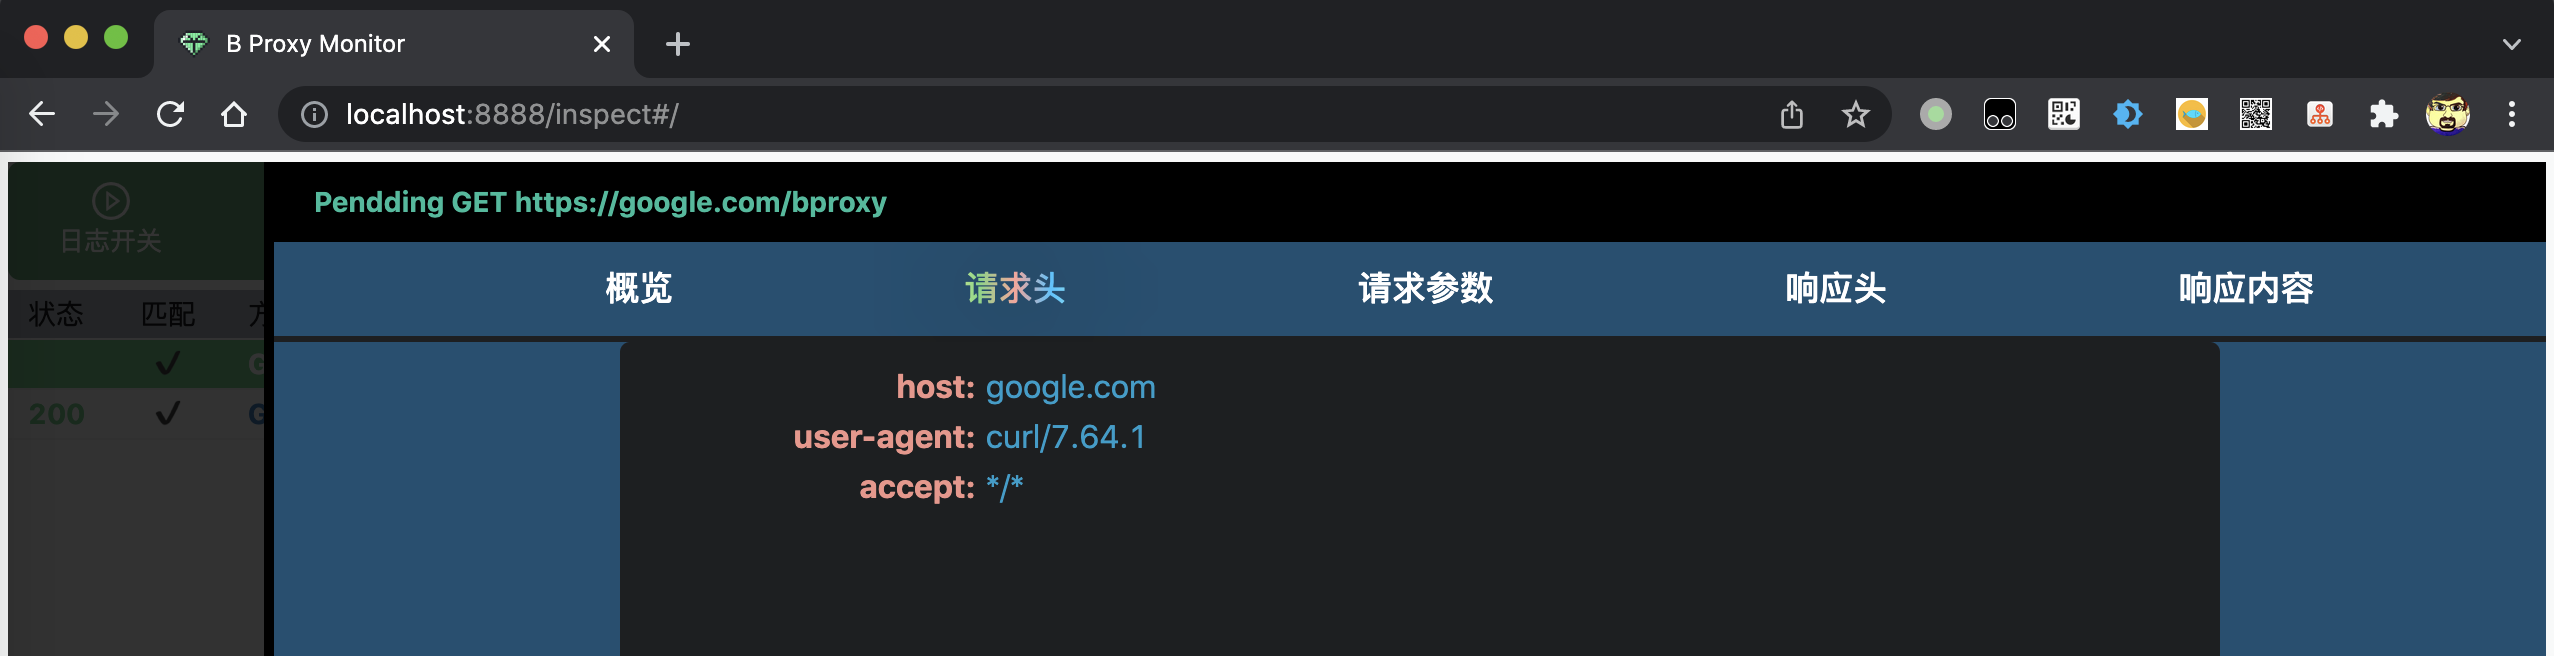 B Proxy Monitor
localhost:8888/inspect#/
日志开关
Pendding GET https://google.com/bproxy
概览 请求头 请求参数 响应头 响应内容
状态 匹配 方
G
200 G
host: google.com
user-agent: curl/7.64.1
accept: */*